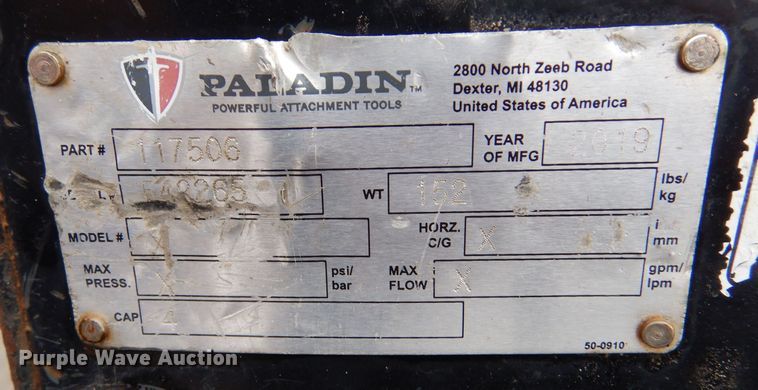 PALADIN™
POWERFUL ATTACHMENT TOOLS
2800 North Zeeb Road
Dexter, MI 48130
United States of America
PART # 117506 YEAR OF MFG 2019
WT 152 lbs/kg
MODEL # X HORZ. C/G X mm
MAX PRESS. X psi/bar MAX FLOW X gpm/lpm
CAP 4
50-0910
Purple Wave Auction